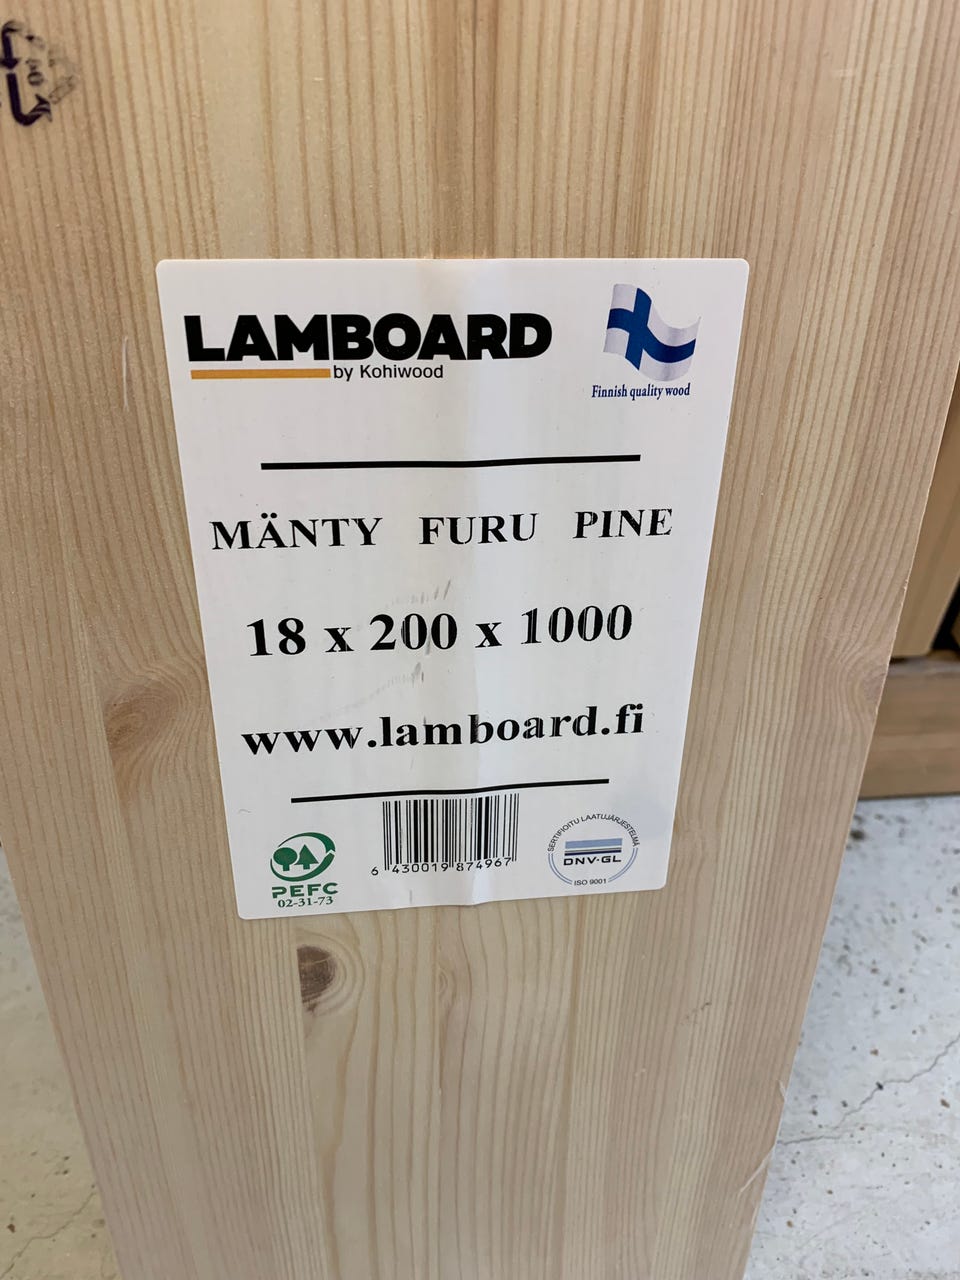 LAMBOARD
by Kohiwood
Finnish quality wood
MÄNTY FURU PINE
18 x 200 x 1000
www.lamboard.fi
6 430019 874967
PEFC
02-31-73
SERTIFIOITU LAATUJÄRJESTELMÄ
DNV·GL
ISO 9001